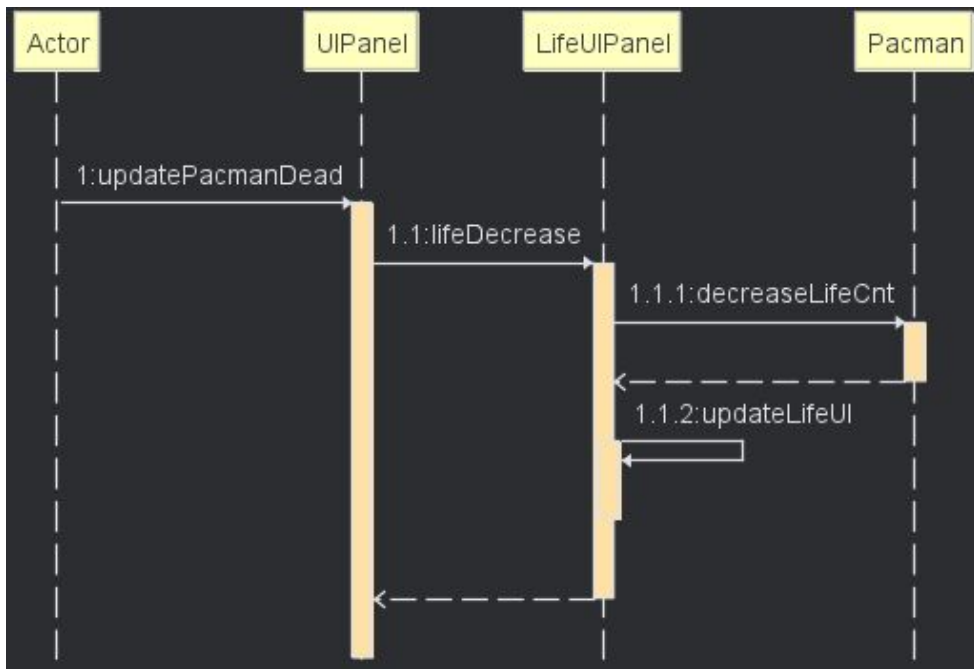 Actor
UIPanel
LifeUIPanel
Pacman
1:updatePacmanDead
1.1:lifeDecrease
1.1.1:decreaseLifeCnt
1.1.2:updateLifeUI